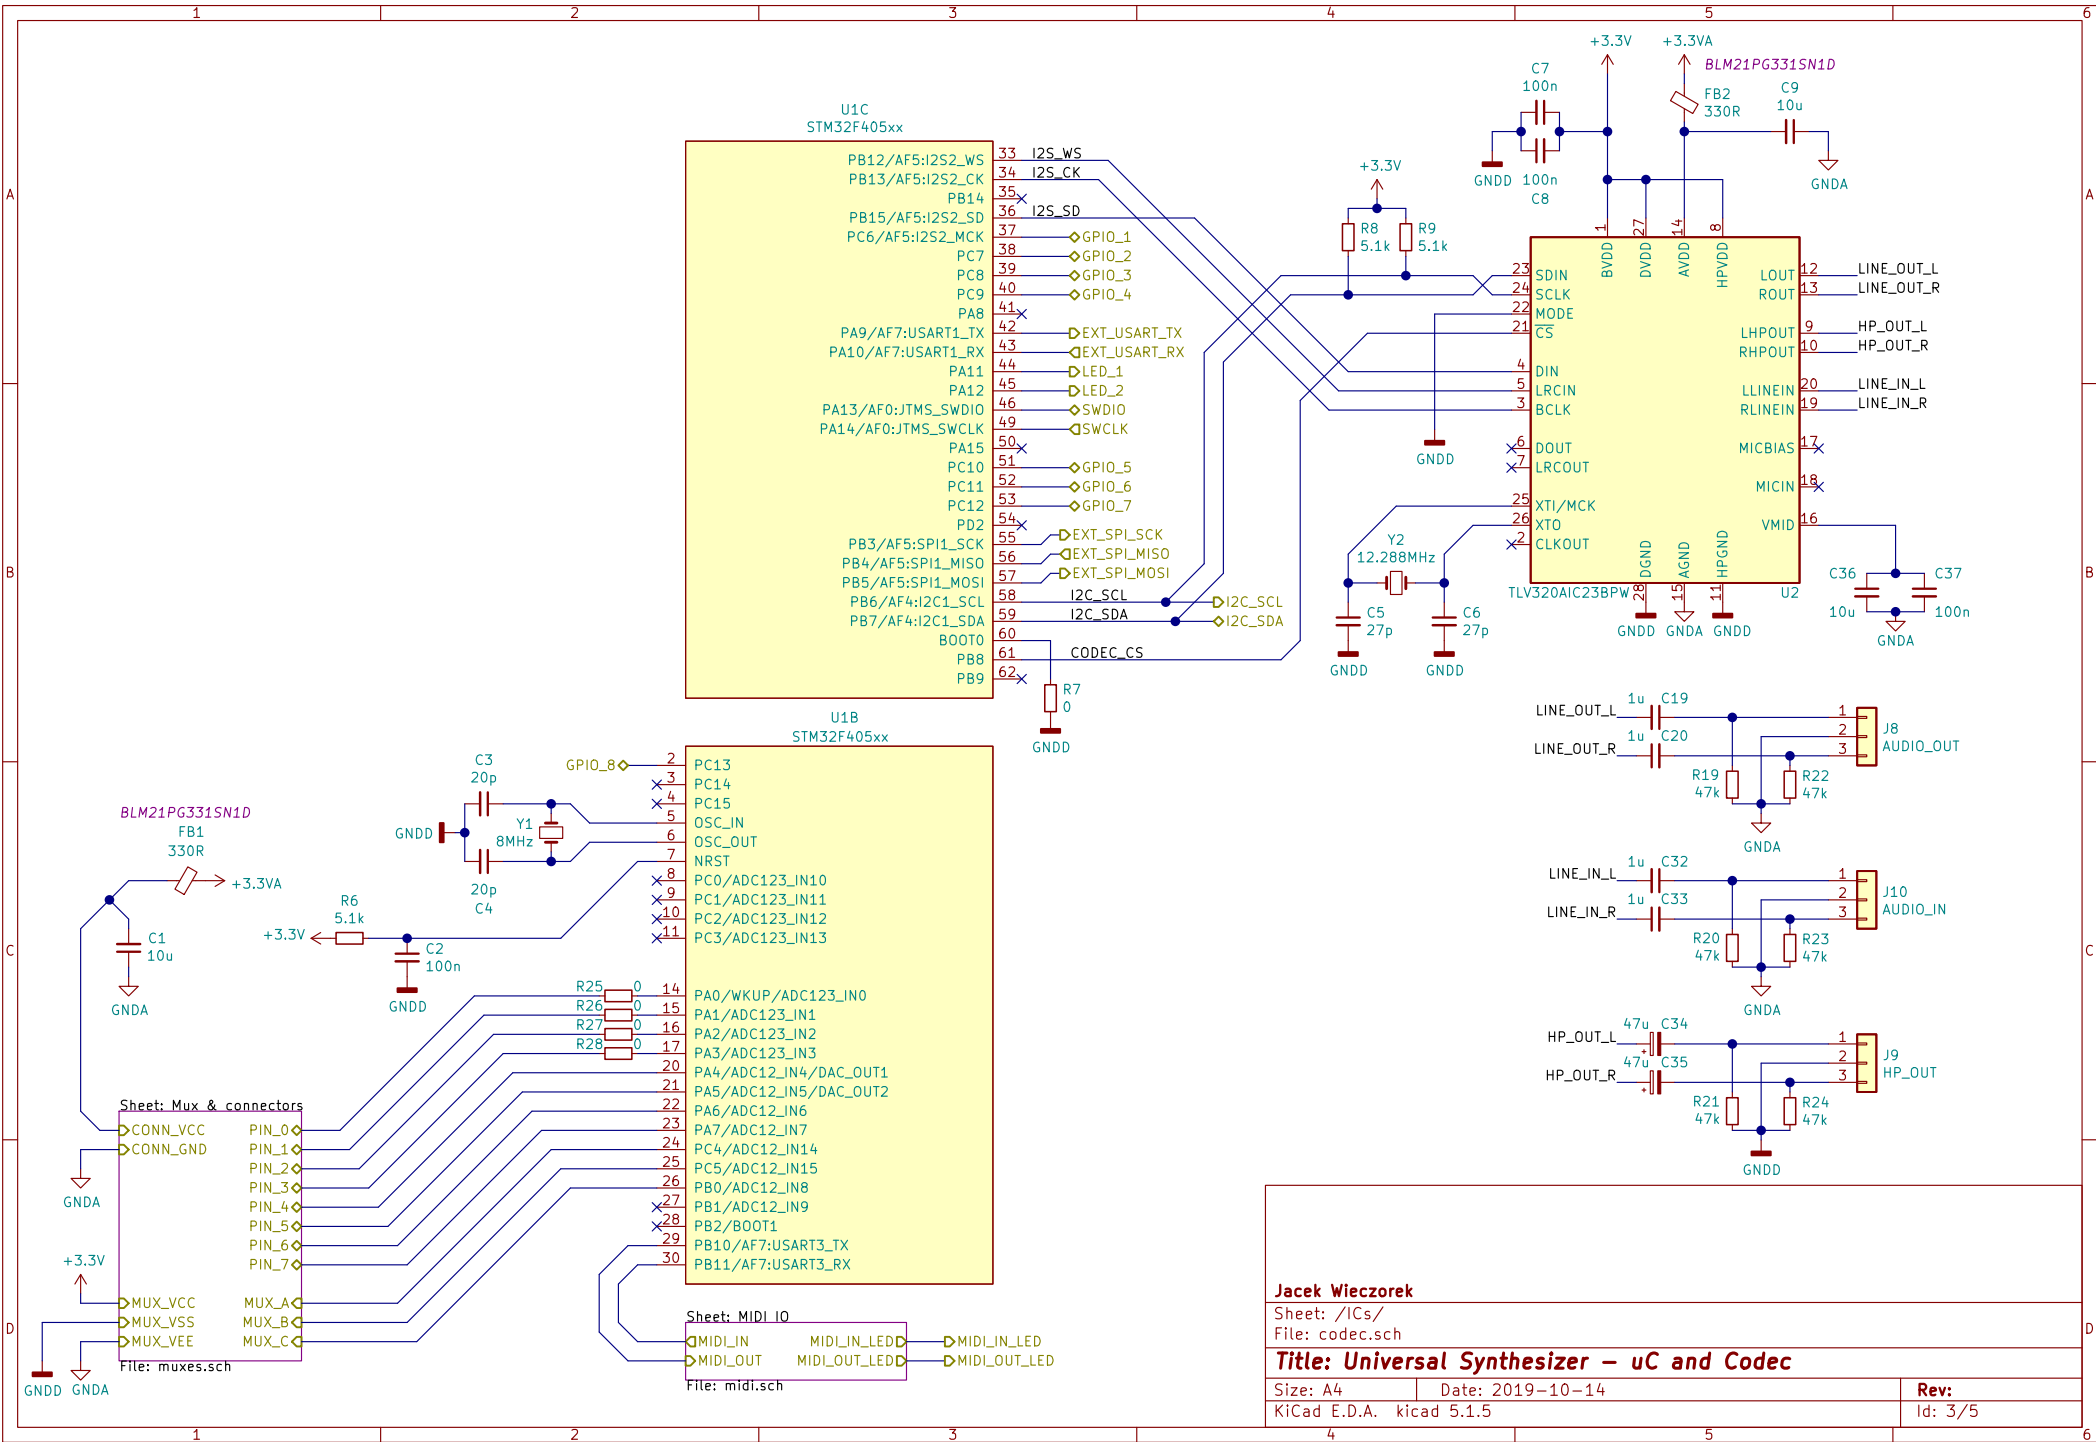 1 2 3 4 5 6
A
B
C
D
A
B
C
D
1 2 3 4 5 6
U1C
STM32F405xx
PB12/AF5:I2S2_WS 33 I2S_WS
PB13/AF5:I2S2_CK 34 I2S_CK
PB14 35
PB15/AF5:I2S2_SD 36 I2S_SD
PC6/AF5:I2S2_MCK 37 GPIO_1
PC7 38 GPIO_2
PC8 39 GPIO_3
PC9 40 GPIO_4
PA8 41
PA9/AF7:USART1_TX 42 EXT_USART_TX
PA10/AF7:USART1_RX 43 EXT_USART_RX
PA11 44 LED_1
PA12 45 LED_2
PA13/AF0:JTMS_SWDIO 46 SWDIO
PA14/AF0:JTMS_SWCLK 49 SWCLK
PA15 50
PC10 51 GPIO_5
PC11 52 GPIO_6
PC12 53 GPIO_7
PD2 54
PB3/AF5:SPI1_SCK 55 EXT_SPI_SCK
PB4/AF5:SPI1_MISO 56 EXT_SPI_MISO
PB5/AF5:SPI1_MOSI 57 EXT_SPI_MOSI
PB6/AF4:I2C1_SCL 58 I2C_SCL I2C_SCL
PB7/AF4:I2C1_SDA 59 I2C_SDA I2C_SDA
BOOT0 60
PB8 61 CODEC_CS
PB9 62
R7
0
GNDD
+3.3V
R8
5.1k
R9
5.1k
+3.3V
+3.3VA
BLM21PG331SN1D
FB2
330R
C7
100n
GNDD
100n
C8
C9
10u
GNDA
1 BVDD
27 DVDD
14 AVDD
8 HPVDD
23 SDIN
24 SCLK
22 MODE
21 CS
4 DIN
5 LRCIN
3 BCLK
6 DOUT
7 LRCOUT
25 XTI/MCK
26 XTO
2 CLKOUT
LOUT 12 LINE_OUT_L
ROUT 13 LINE_OUT_R
LHPOUT 9 HP_OUT_L
RHPOUT 10 HP_OUT_R
LLINEIN 20 LINE_IN_L
RLINEIN 19 LINE_IN_R
MICBIAS 17
MICIN 18
VMID 16
DGND 28
AGND 15
HPGND 11
TLV320AIC23BPW
U2
GNDD GNDA GNDD
GNDD
Y2
12.288MHz
C5
27p
GNDD
C6
27p
GNDD
C36
10u
C37
100n
GNDA
U1B
STM32F405xx
GPIO_8 2 PC13
3 PC14
4 PC15
5 OSC_IN
6 OSC_OUT
7 NRST
8 PC0/ADC123_IN10
9 PC1/ADC123_IN11
10 PC2/ADC123_IN12
11 PC3/ADC123_IN13
R25 0 14 PA0/WKUP/ADC123_IN0
R26 0 15 PA1/ADC123_IN1
R27 0 16 PA2/ADC123_IN2
R28 0 17 PA3/ADC123_IN3
20 PA4/ADC12_IN4/DAC_OUT1
21 PA5/ADC12_IN5/DAC_OUT2
22 PA6/ADC12_IN6
23 PA7/ADC12_IN7
24 PC4/ADC12_IN14
25 PC5/ADC12_IN15
26 PB0/ADC12_IN8
27 PB1/ADC12_IN9
28 PB2/BOOT1
29 PB10/AF7:USART3_TX
30 PB11/AF7:USART3_RX
C3
20p
GNDD
Y1
8MHz
20p
C4
BLM21PG331SN1D
FB1
330R
+3.3VA
C1
10u
GNDA
R6
5.1k
+3.3V
C2
100n
GNDD
Sheet: Mux & connectors
CONN_VCC PIN_0
CONN_GND PIN_1
PIN_2
PIN_3
PIN_4
PIN_5
PIN_6
PIN_7
MUX_VCC MUX_A
MUX_VSS MUX_B
MUX_VEE MUX_C
File: muxes.sch
GNDA
+3.3V
GNDD GNDA
Sheet: MIDI IO
MIDI_IN MIDI_IN_LED MIDI_IN_LED
MIDI_OUT MIDI_OUT_LED MIDI_OUT_LED
File: midi.sch
LINE_OUT_L 1u C19
LINE_OUT_R 1u C20
1
2
3
J8
AUDIO_OUT
R19
47k
R22
47k
GNDA
LINE_IN_L 1u C32
LINE_IN_R 1u C33
1
2
3
J10
AUDIO_IN
R20
47k
R23
47k
GNDA
HP_OUT_L 47u C34
HP_OUT_R 47u C35
1
2
3
J9
HP_OUT
R21
47k
R24
47k
GNDD
Jacek Wieczorek
Sheet: /ICs/
File: codec.sch
Title: Universal Synthesizer – uC and Codec
Size: A4 Date: 2019-10-14 Rev:
KiCad E.D.A. kicad 5.1.5 Id: 3/5